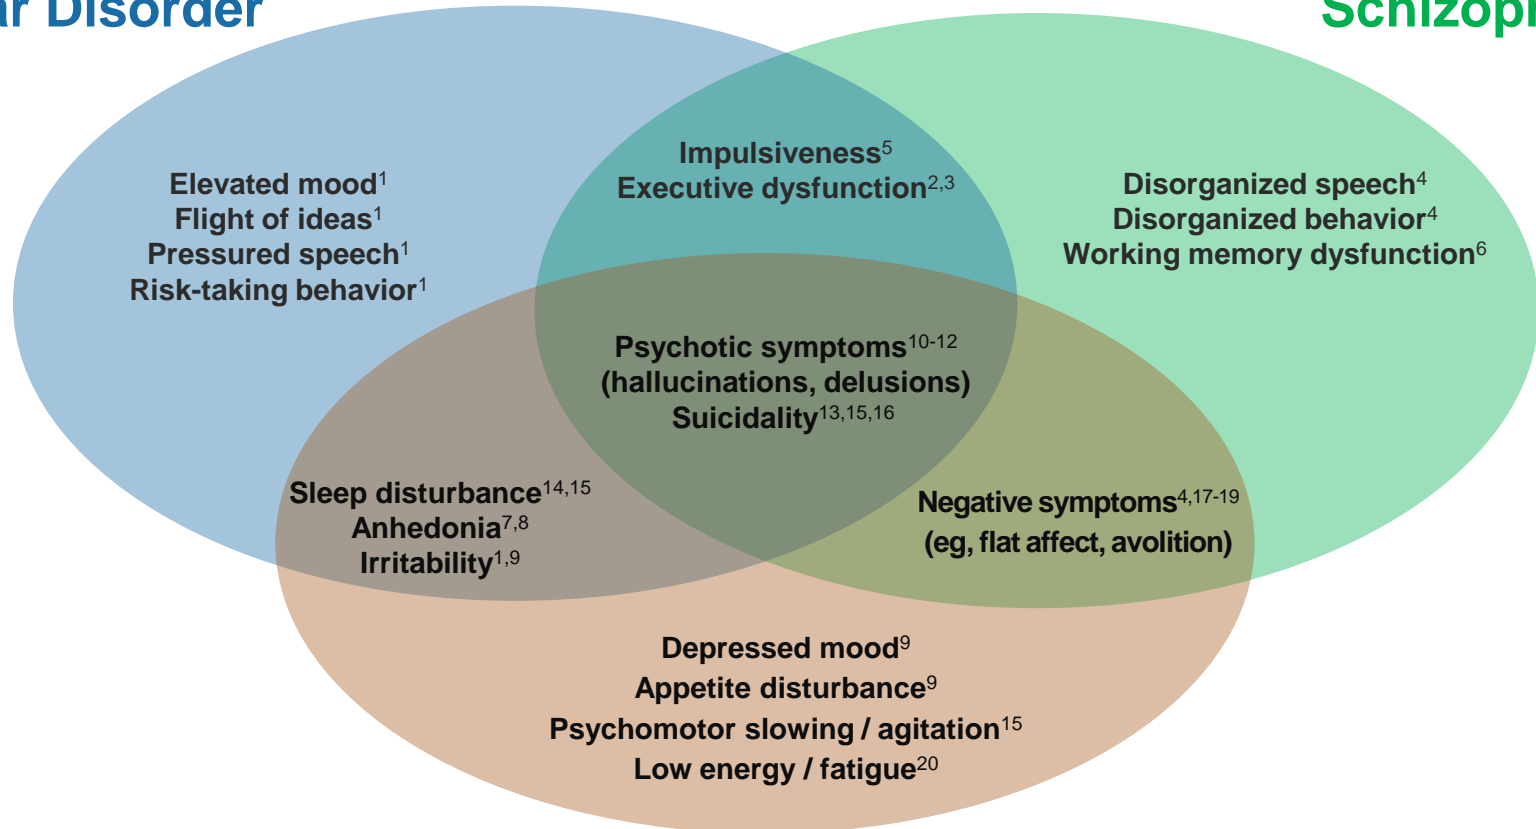 ar Disorder
Schizopr
Elevated mood1
Flight of ideas1
Pressured speech1
Risk-taking behavior1
Impulsiveness5
Executive dysfunction2,3
Disorganized speech4
Disorganized behavior4
Working memory dysfunction6
Psychotic symptoms10-12
(hallucinations, delusions)
Suicidality13,15,16
Sleep disturbance14,15
Anhedonia7,8
Irritability1,9
Negative symptoms4,17-19
(eg, flat affect, avolition)
Depressed mood9
Appetite disturbance9
Psychomotor slowing / agitation15
Low energy / fatigue20